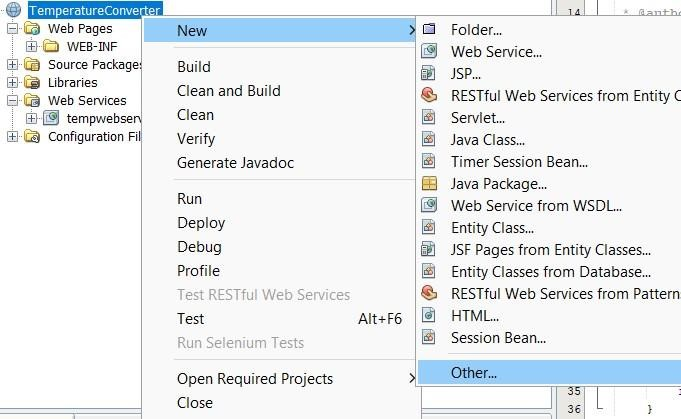 TemperatureConverter
Web Pages
WEB-INF
Source Packages
Libraries
Web Services
tempwebserv
Configuration Fil
New
Build
Clean and Build
Clean
Verify
Generate Javadoc
Run
Deploy
Debug
Profile
Test RESTful Web Services
Test Alt+F6
Run Selenium Tests
Open Required Projects
Close
Folder...
Web Service...
JSP...
RESTful Web Services from Entity C
Servlet...
Java Class...
Timer Session Bean...
Java Package...
Web Service from WSDL...
Entity Class...
JSF Pages from Entity Classes...
Entity Classes from Database...
RESTful Web Services from Pattern
HTML...
Session Bean...
Other...
14 * @autho
35
36 }